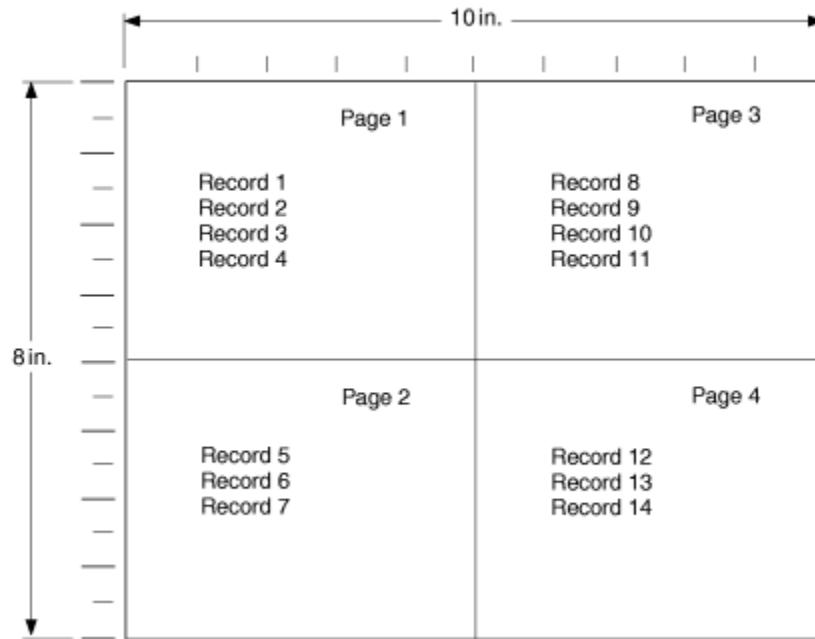 10 in.
Page 1
Record 1
Record 2
Record 3
Record 4
Page 3
Record 8
Record 9
Record 10
Record 11
8 in.
Page 2
Record 5
Record 6
Record 7
Page 4
Record 12
Record 13
Record 14